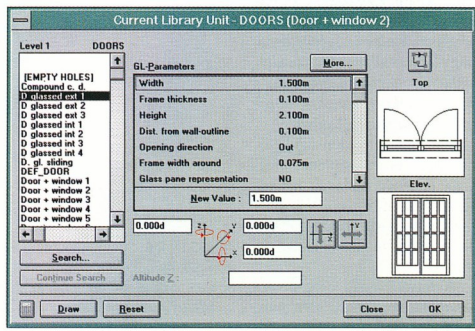 Current Library Unit - DOORS (Door + window 2)
Level 1 DOORS
[EMPTY HOLES]
Compound c. d.
D glassed ext 1
D glassed ext 2
D glassed ext 3
D glassed int 1
D glassed int 2
D glassed int 3
D glassed int 4
D. gl. sliding
DEF_DOOR
Door + window 1
Door + window 2
Door + window 3
Door + window 4
Door + window 5
Search...
Continue Search
GL-Parameters
More...
Width 1.500m
Frame thickness 0.100m
Height 2.100m
Dist. from wall-outline 0.100m
Opening direction Out
Frame width around 0.075m
Glass pane representation NO
New Value : 1.500m
0.000d
z
y
0.000d
x
0.000d
x
Y
Altitude Z :
Top
Elev.
Draw
Reset
Close
OK